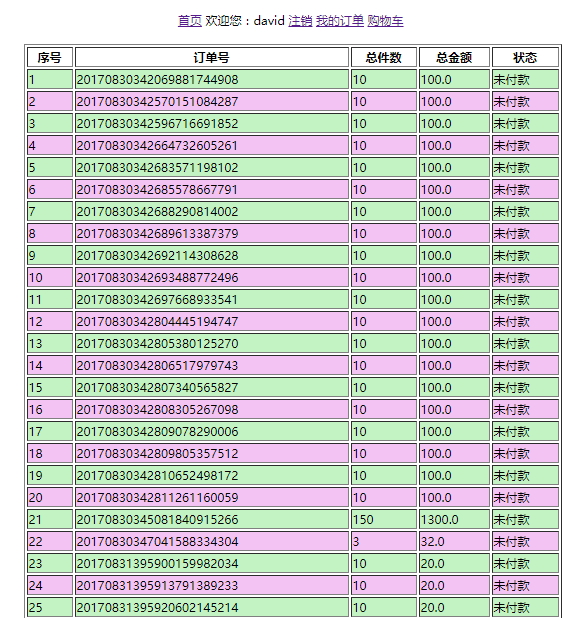 首页 欢迎您：david 注销 我的订单 购物车
序号 订单号 总件数 总金额 状态
1 20170830342069881744908 10 100.0 未付款
2 20170830342570151084287 10 100.0 未付款
3 20170830342596716691852 10 100.0 未付款
4 20170830342664732605261 10 100.0 未付款
5 20170830342683571198102 10 100.0 未付款
6 20170830342685578667791 10 100.0 未付款
7 20170830342688290814002 10 100.0 未付款
8 20170830342689613387379 10 100.0 未付款
9 20170830342692114308628 10 100.0 未付款
10 20170830342693488772496 10 100.0 未付款
11 20170830342697668933541 10 100.0 未付款
12 20170830342804445194747 10 100.0 未付款
13 20170830342805380125270 10 100.0 未付款
14 20170830342806517979743 10 100.0 未付款
15 20170830342807340565827 10 100.0 未付款
16 20170830342808305267098 10 100.0 未付款
17 20170830342809078290006 10 100.0 未付款
18 20170830342809805357512 10 100.0 未付款
19 20170830342810652498172 10 100.0 未付款
20 20170830342811261160059 10 100.0 未付款
21 20170830345081840915266 150 1300.0 未付款
22 20170830347041588334304 3 32.0 未付款
23 20170831395900159982034 10 20.0 未付款
24 20170831395913791389233 10 20.0 未付款
25 20170831395920602145214 10 20.0 未付款